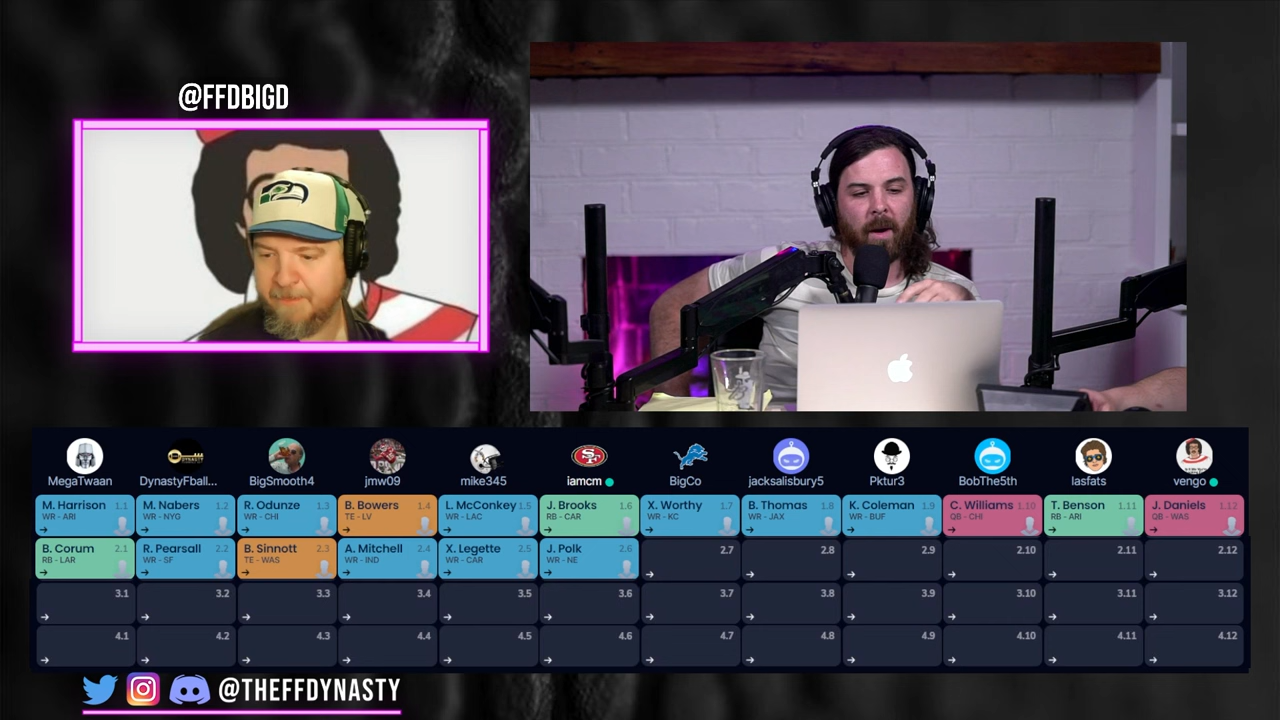 @FFDBIGD
MegaTwaan DynastyFball... BigSmooth4 jmw09 mike345 iamcm BigCo jacksalisbury5 Pktur3 BobThe5th lasfats vengo
M. Harrison 1.1 M. Nabers 1.2 R. Odunze 1.3 B. Bowers 1.4 L. McConkey 1.5 J. Brooks 1.6 X. Worthy 1.7 B. Thomas 1.8 K. Coleman 1.9 C. Williams 1.10 T. Benson 1.11 J. Daniels 1.12
WR - ARI WR - NYG WR - CHI TE - LV WR - LAC RB - CAR WR - KC WR - JAX WR - BUF QB - CHI RB - ARI QB - WAS
B. Corum 2.1 R. Pearsall 2.2 B. Sinnott 2.3 A. Mitchell 2.4 X. Legette 2.5 J. Polk 2.6 2.7 2.8 2.9 2.10 2.11 2.12
RB - LAR WR - SF TE - WAS WR - IND WR - CAR WR - NE
3.1 3.2 3.3 3.4 3.5 3.6 3.7 3.8 3.9 3.10 3.11 3.12
4.1 4.2 4.3 4.4 4.5 4.6 4.7 4.8 4.9 4.10 4.11 4.12
@THEFFDYNASTY